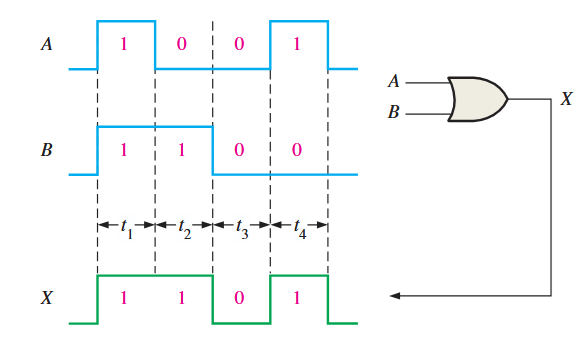 A 1 0 0 1
A
B
X
B 1 1 0 0
t1 t2 t3 t4
X 1 1 0 1